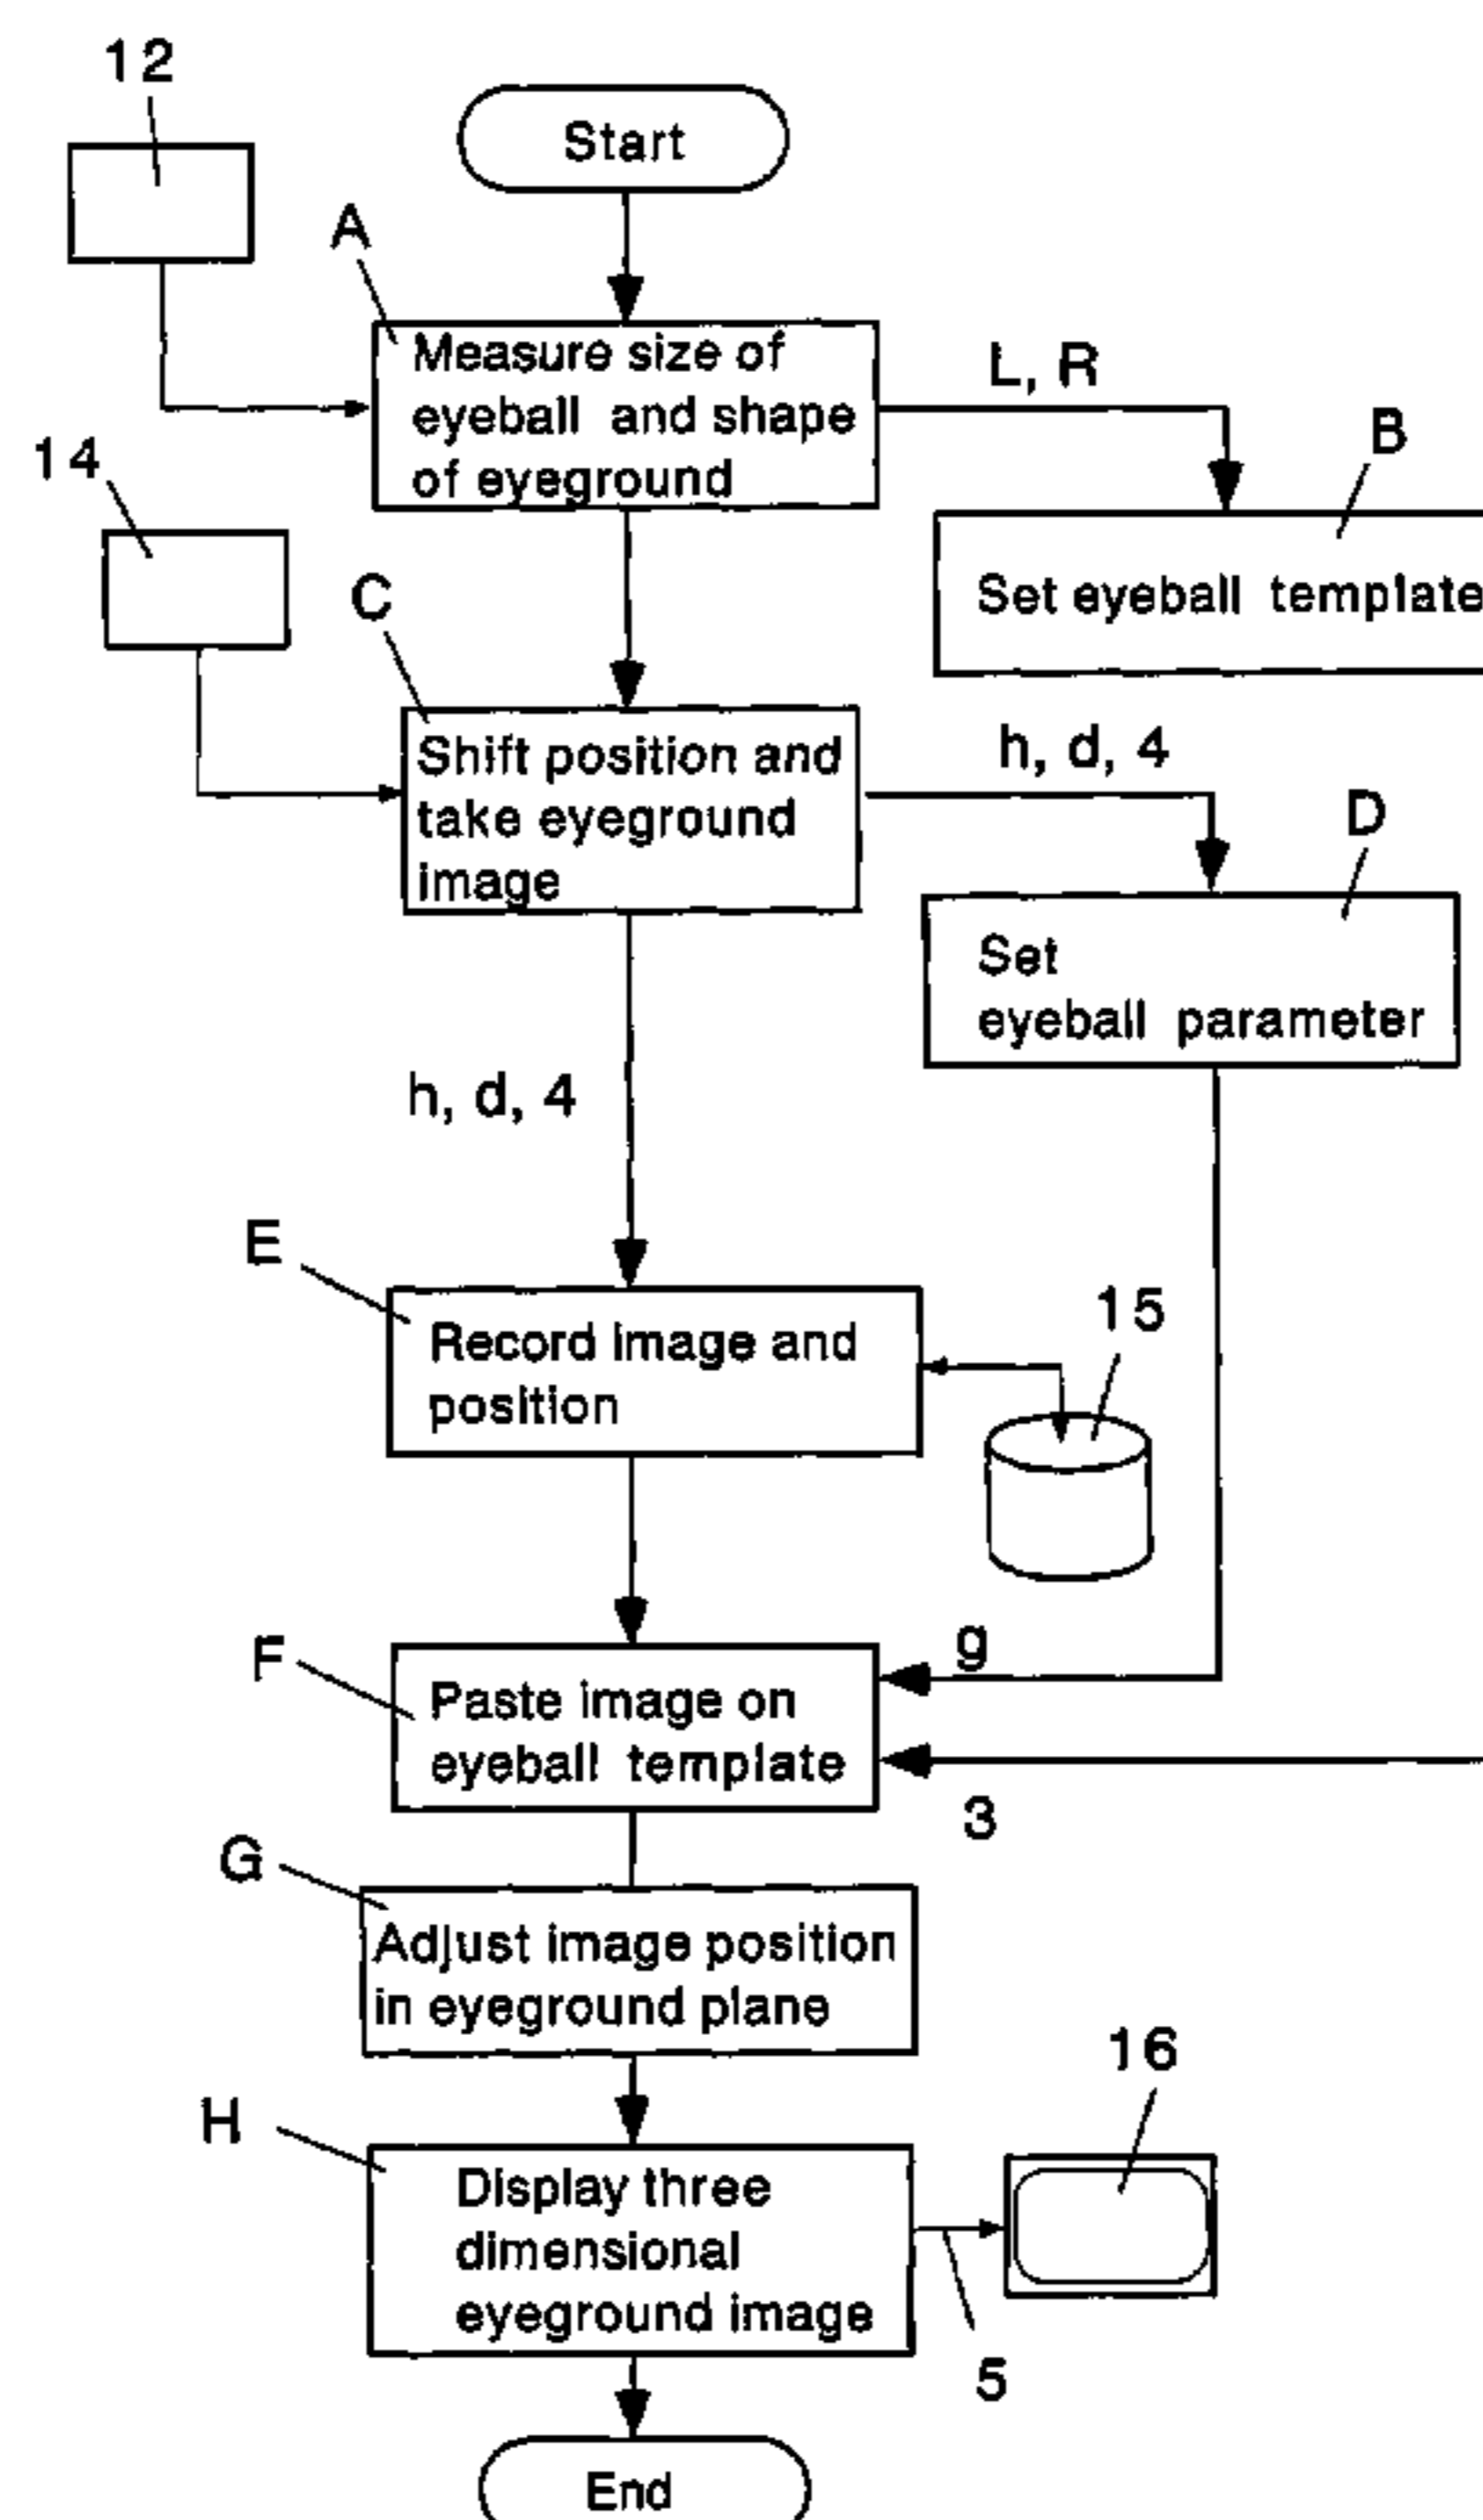 12
Start
A
Measure size of
eyeball and shape
of eyeground
L, R
B
14
Set eyeball template
C
Shift position and
take eyeground
image
h, d, 4
D
Set
eyeball parameter
h, d, 4
E
Record image and
position
15
F
Paste image on
eyeball template
g
3
G
Adjust image position
in eyeground plane
16
H
Display three
dimensional
eyeground image
5
End